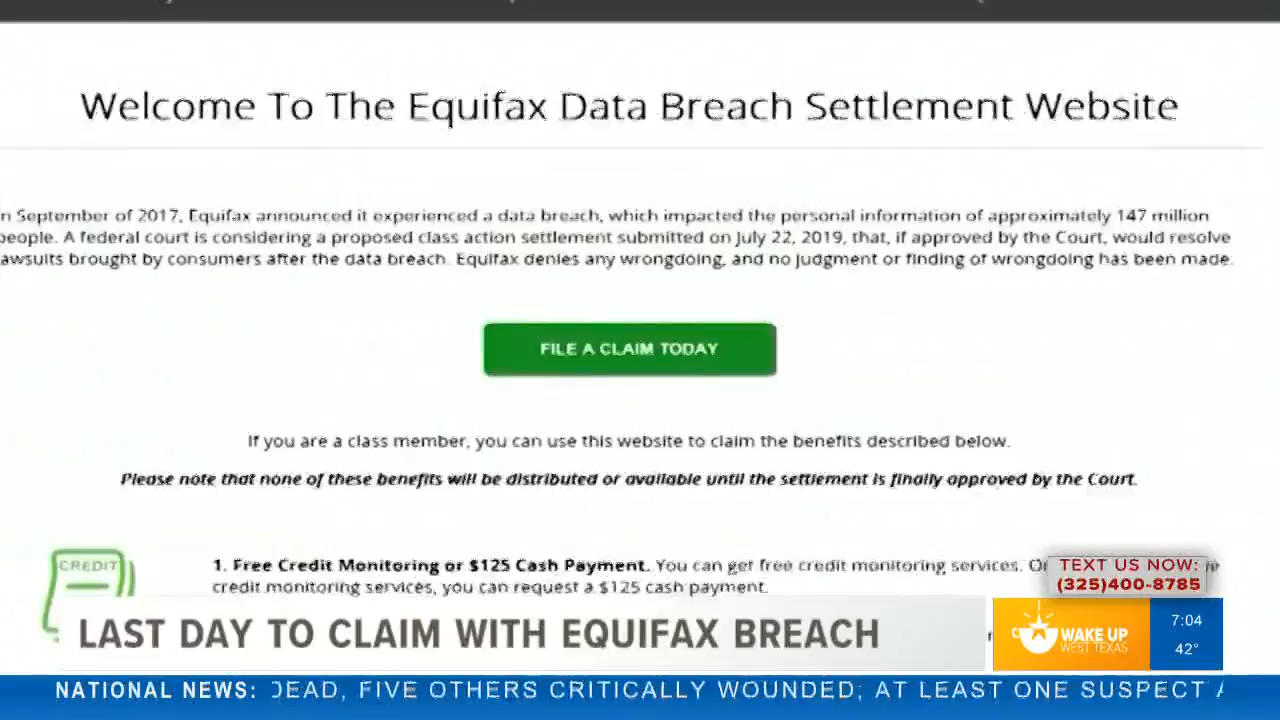 Welcome To The Equifax Data Breach Settlement Website
n September of 2017, Equifax announced it experienced a data breach, which impacted the personal information of approximately 147 million
people. A federal court is considering a proposed class action settlement submitted on July 22, 2019, that, if approved by the Court, would resolve
awsuits brought by consumers after the data breach. Equifax denies any wrongdoing, and no judgment or finding of wrongdoing has been made.
FILE A CLAIM TODAY
If you are a class member, you can use this website to claim the benefits described below.
Please note that none of these benefits will be distributed or available until the settlement is finally approved by the Court.
CREDIT
1. Free Credit Monitoring or $125 Cash Payment. You can get free credit monitoring services.
credit monitoring services, you can request a $125 cash payment.
TEXT US NOW:
(325)400-8785
LAST DAY TO CLAIM WITH EQUIFAX BREACH
WAKE UP
WEST TEXAS
7:04
42°
NATIONAL NEWS: DEAD, FIVE OTHERS CRITICALLY WOUNDED; AT LEAST ONE SUSPECT